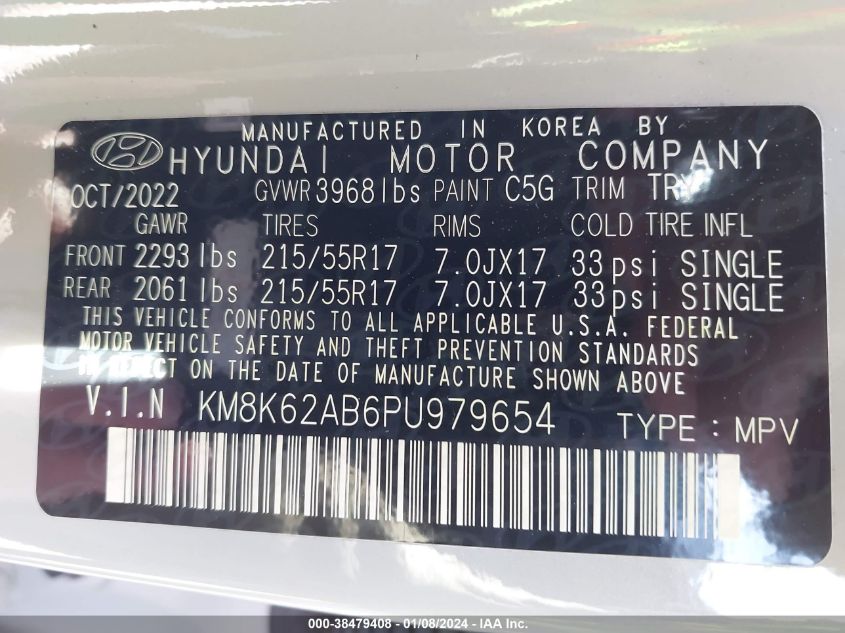 MANUFACTURED IN KOREA BY
HYUNDAI MOTOR COMPANY
OCT/2022 GVWR 3968 lbs PAINT C5G TRIM TRY
GAWR TIRES RIMS COLD TIRE INFL
FRONT 2293 lbs 215/55R17 7.0JX17 33 psi SINGLE
REAR 2061 lbs 215/55R17 7.0JX17 33 psi SINGLE
THIS VEHICLE CONFORMS TO ALL APPLICABLE U.S.A. FEDERAL
MOTOR VEHICLE SAFETY AND THEFT PREVENTION STANDARDS
IN EFFECT ON THE DATE OF MANUFACTURE SHOWN ABOVE
V.I.N KM8K62AB6PU979654 TYPE : MPV
000-38479408 - 01/08/2024 - IAA Inc.